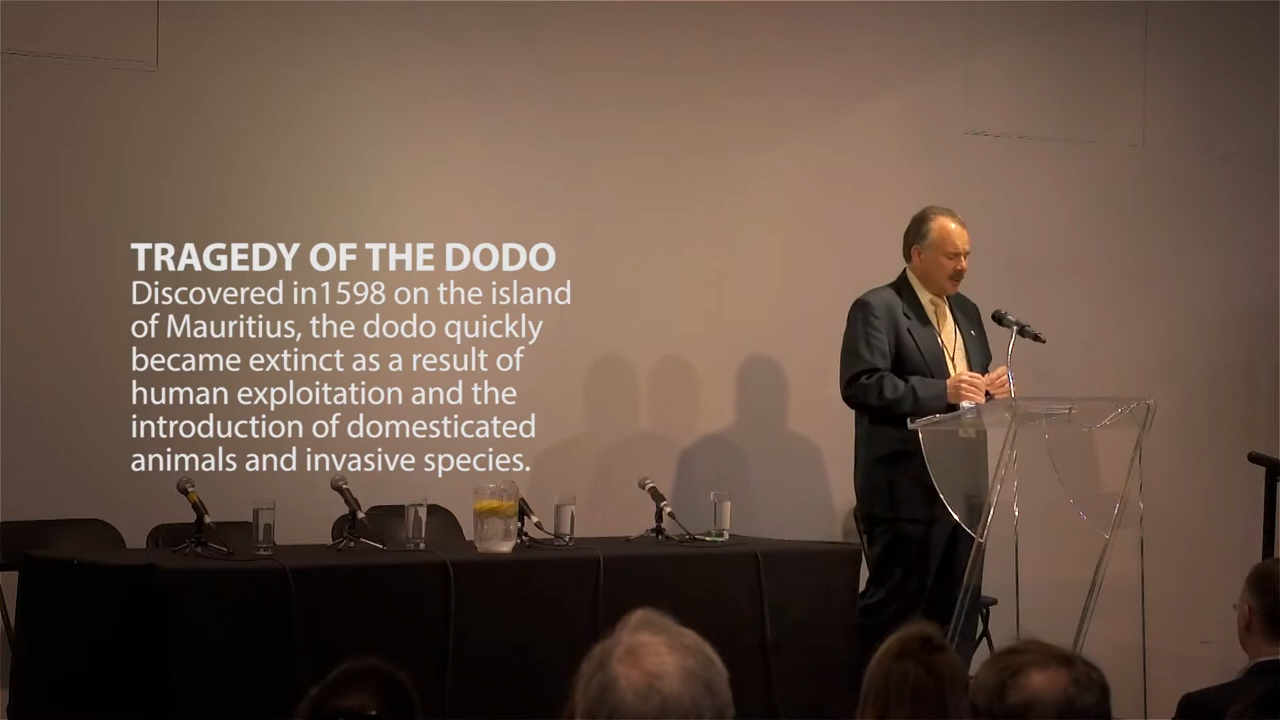 TRAGEDY OF THE DODO
Discovered in1598 on the island
of Mauritius, the dodo quickly
became extinct as a result of
human exploitation and the
introduction of domesticated
animals and invasive species.